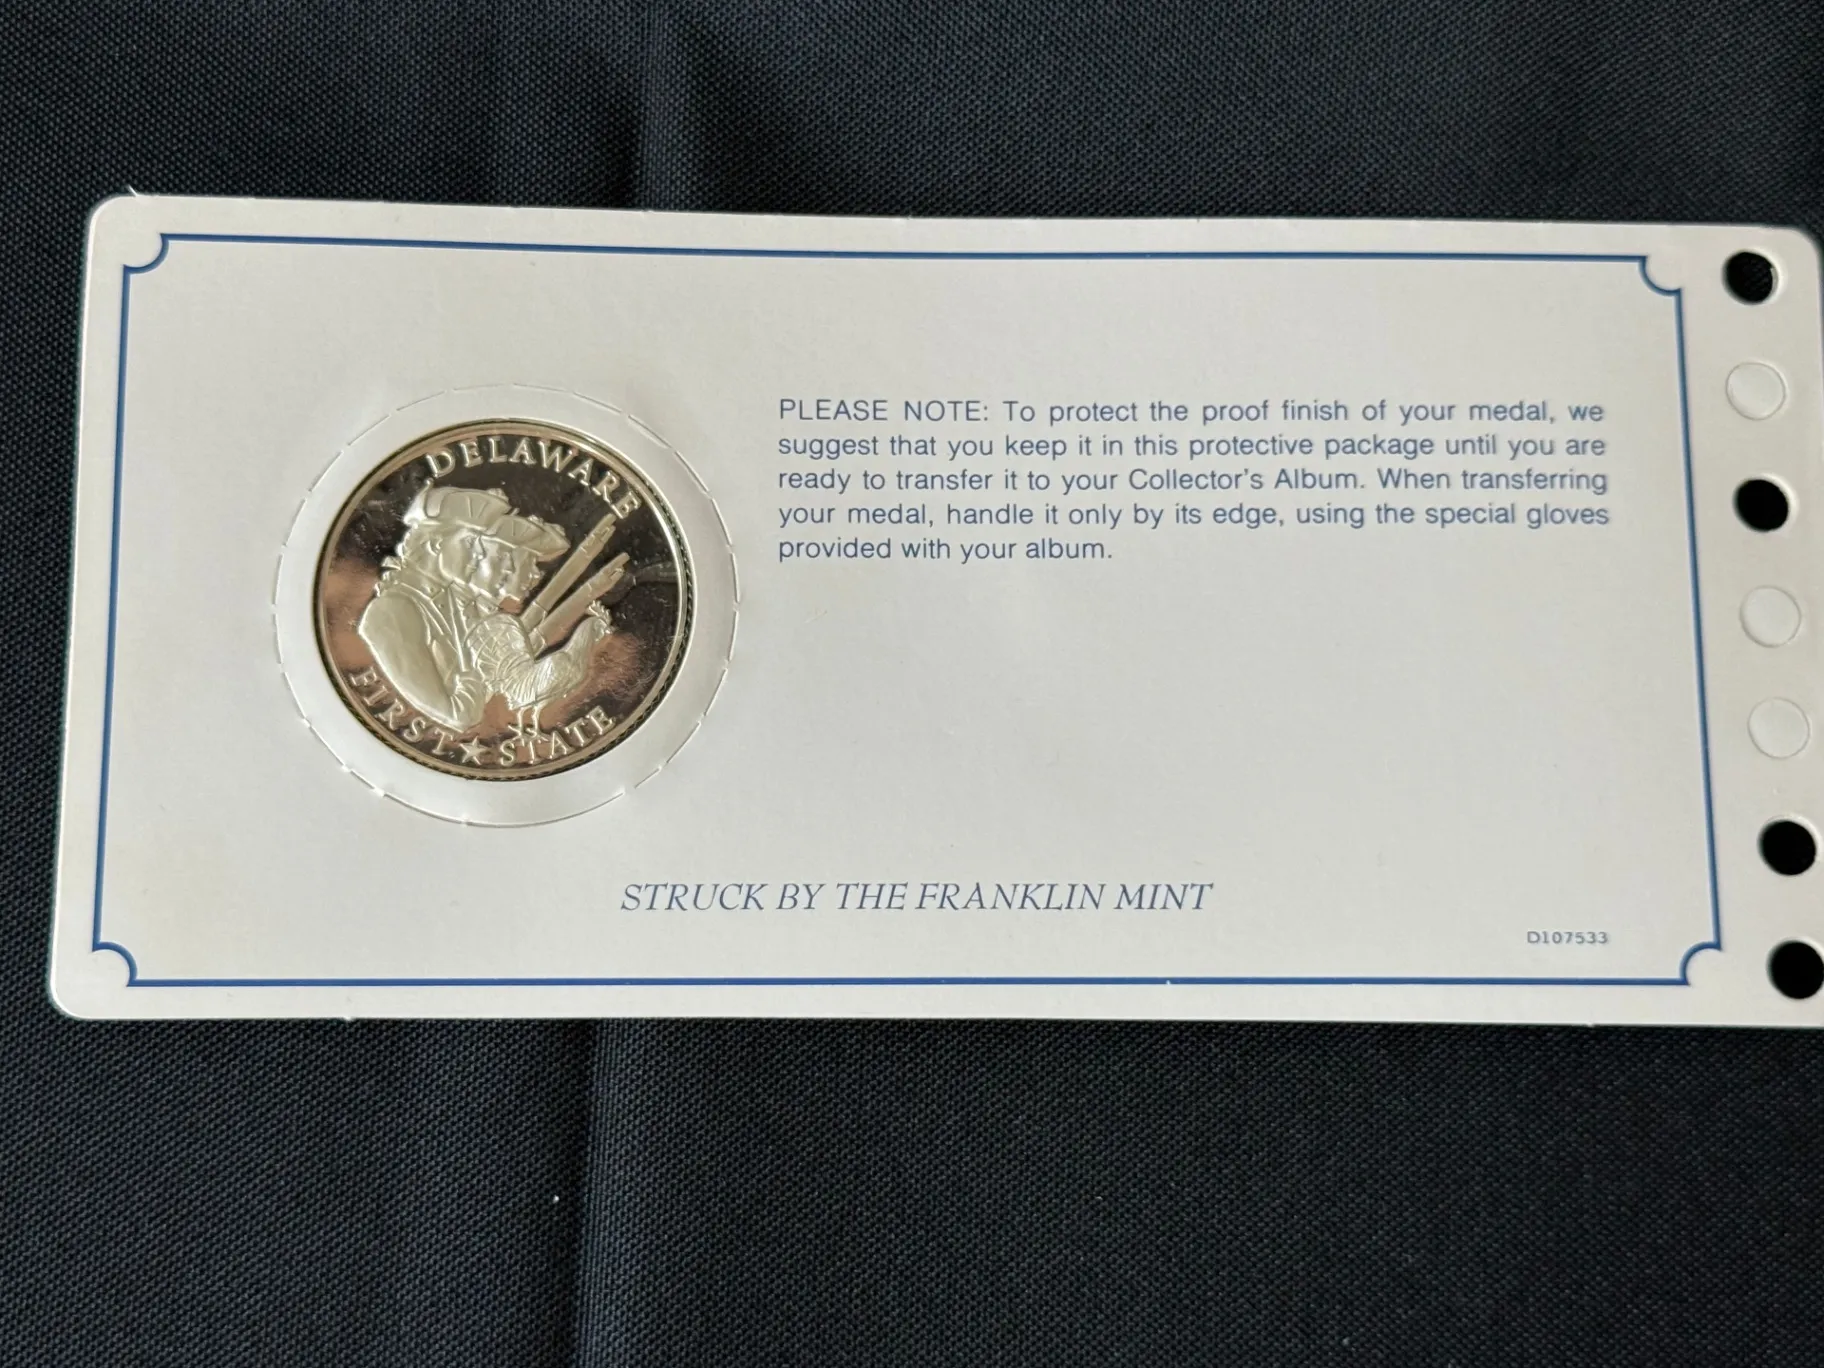 DELAWARE
FIRST★STATE
PLEASE NOTE: To protect the proof finish of your medal, we
suggest that you keep it in this protective package until you are
ready to transfer it to your Collector's Album. When transferring
your medal, handle it only by its edge, using the special gloves
provided with your album.
STRUCK BY THE FRANKLIN MINT
D107533